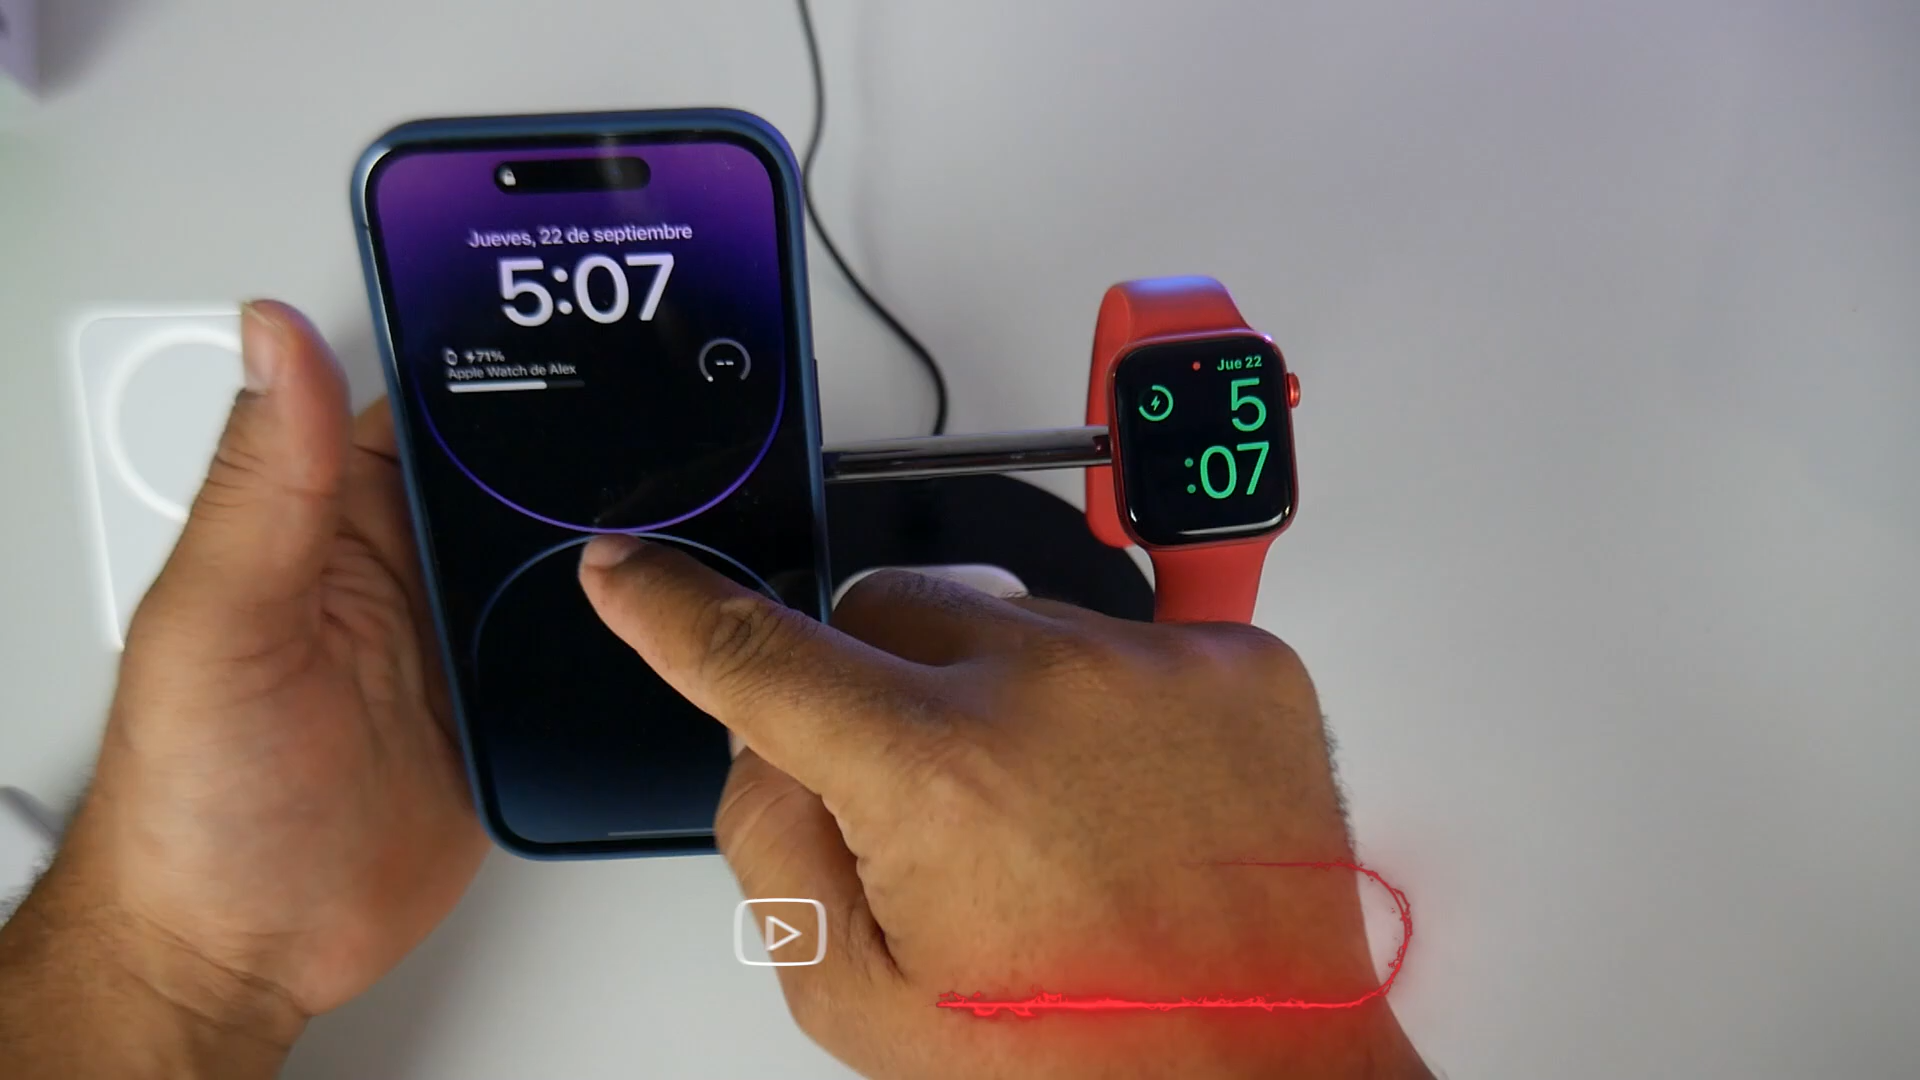 Jueves, 22 de septiembre
5:07
71%
Apple Watch de Alex
--
Jue 22
5
:07